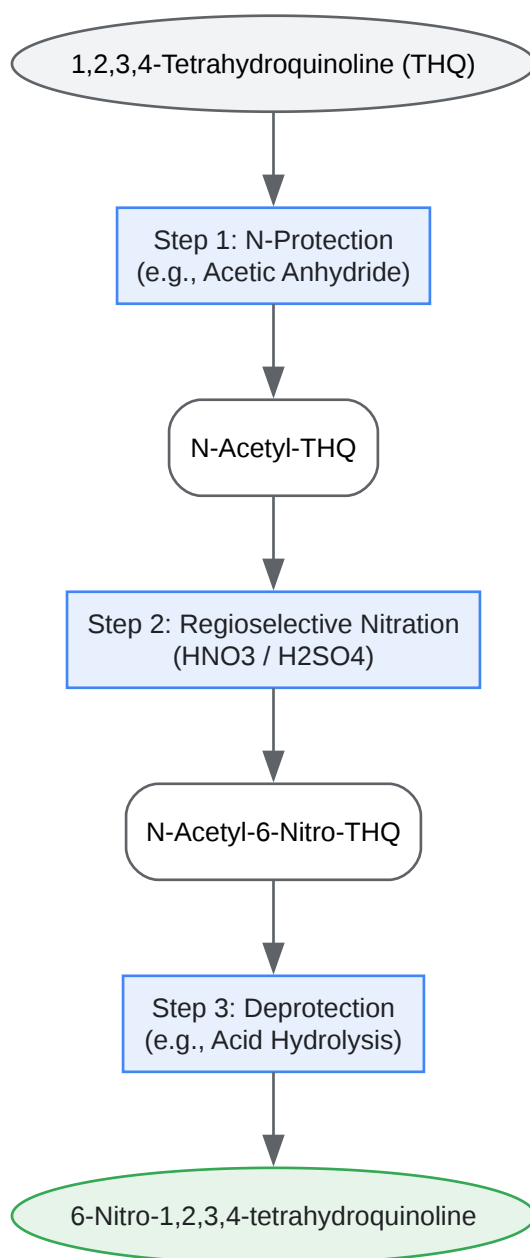 1,2,3,4-Tetrahydroquinoline (THQ)
Step 1: N-Protection
(e.g., Acetic Anhydride)
N-Acetyl-THQ
Step 2: Regioselective Nitration
(HNO3 / H2SO4)
N-Acetyl-6-Nitro-THQ
Step 3: Deprotection
(e.g., Acid Hydrolysis)
6-Nitro-1,2,3,4-tetrahydroquinoline